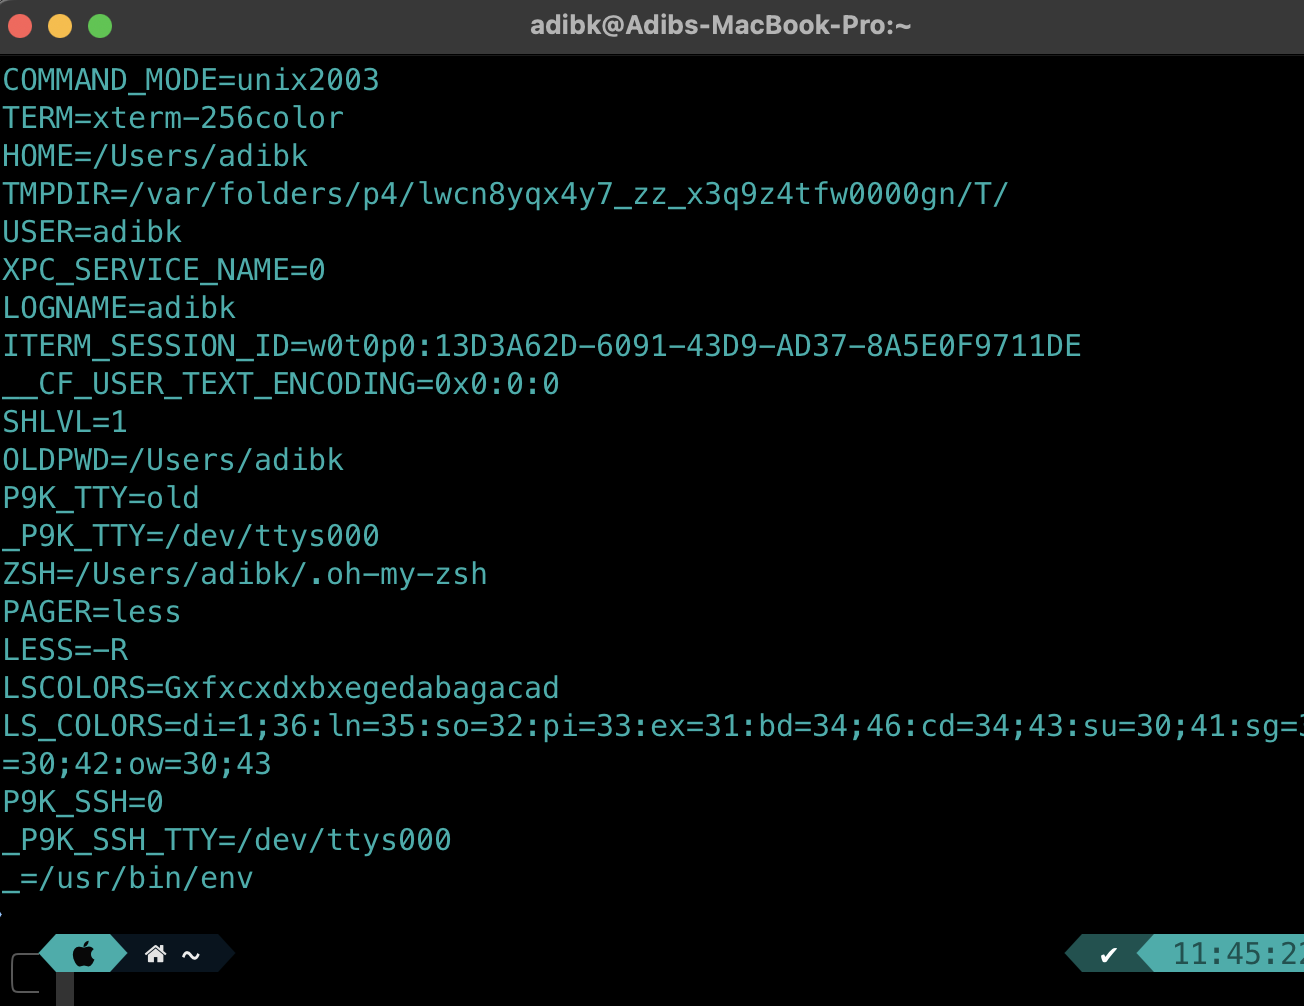 adibk@Adibs-MacBook-Pro:~
COMMAND_MODE=unix2003
TERM=xterm-256color
HOME=/Users/adibk
TMPDIR=/var/folders/p4/lwcn8yqx4y7_zz_x3q9z4tfw0000gn/T/
USER=adibk
XPC_SERVICE_NAME=0
LOGNAME=adibk
ITERM_SESSION_ID=w0t0p0:13D3A62D-6091-43D9-AD37-8A5E0F9711DE
__CF_USER_TEXT_ENCODING=0x0:0:0
SHLVL=1
OLDPWD=/Users/adibk
P9K_TTY=old
_P9K_TTY=/dev/ttys000
ZSH=/Users/adibk/.oh-my-zsh
PAGER=less
LESS=-R
LSCOLORS=Gxfxcxdxbxegedabagacad
LS_COLORS=di=1;36:ln=35:so=32:pi=33:ex=31:bd=34;46:cd=34;43:su=30;41:sg=3
=30;42:ow=30;43
P9K_SSH=0
_P9K_SSH_TTY=/dev/ttys000
_=/usr/bin/env
~ ✔ 11:45:22